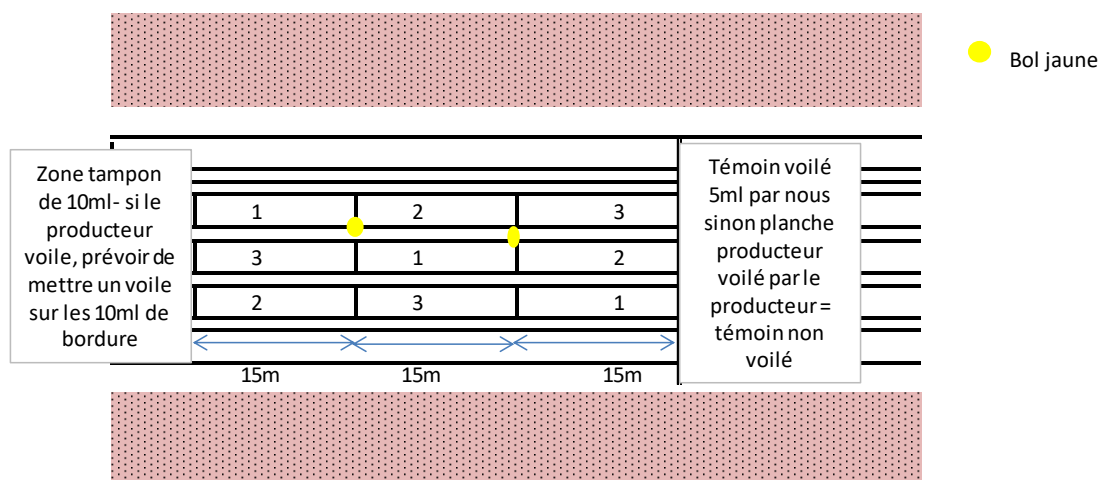 Bol jaune
Zone tampon
de 10ml- si le
producteur
voile, prévoir de
mettre un voile
sur les 10ml de
bordure
1 2 3
3 1 2
2 3 1
15m 15m 15m
Témoin voilé
5ml par nous
sinon planche
producteur
voilé par le
producteur =
témoin non
voilé